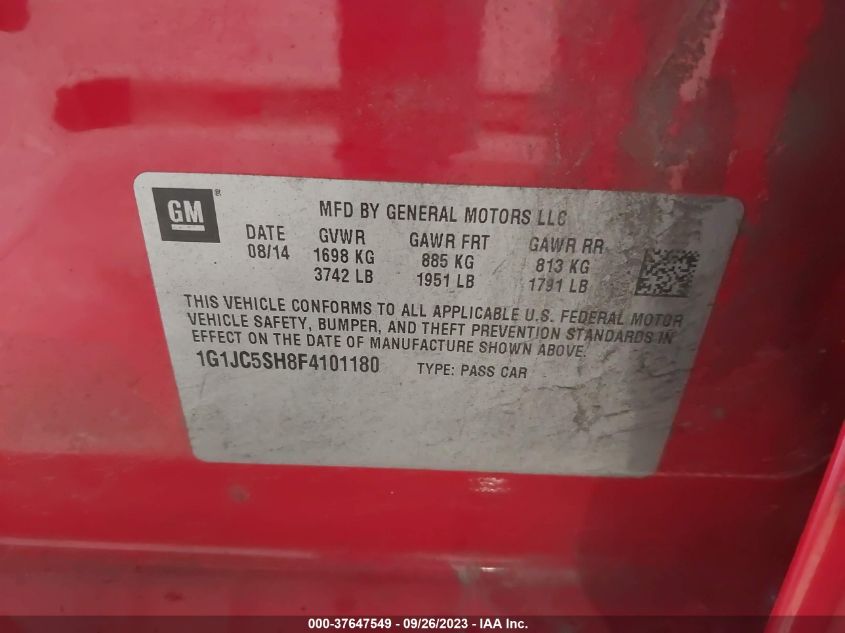 GM ®
MFD BY GENERAL MOTORS LLC
DATE GVWR GAWR FRT GAWR RR
08/14 1698 KG 885 KG 813 KG
3742 LB 1951 LB 1791 LB
THIS VEHICLE CONFORMS TO ALL APPLICABLE U.S. FEDERAL MOTOR
VEHICLE SAFETY, BUMPER, AND THEFT PREVENTION STANDARDS IN
EFFECT ON THE DATE OF MANUFACTURE SHOWN ABOVE.
1G1JC5SH8F4101180 TYPE: PASS CAR
000-37647549 - 09/26/2023 - IAA Inc.